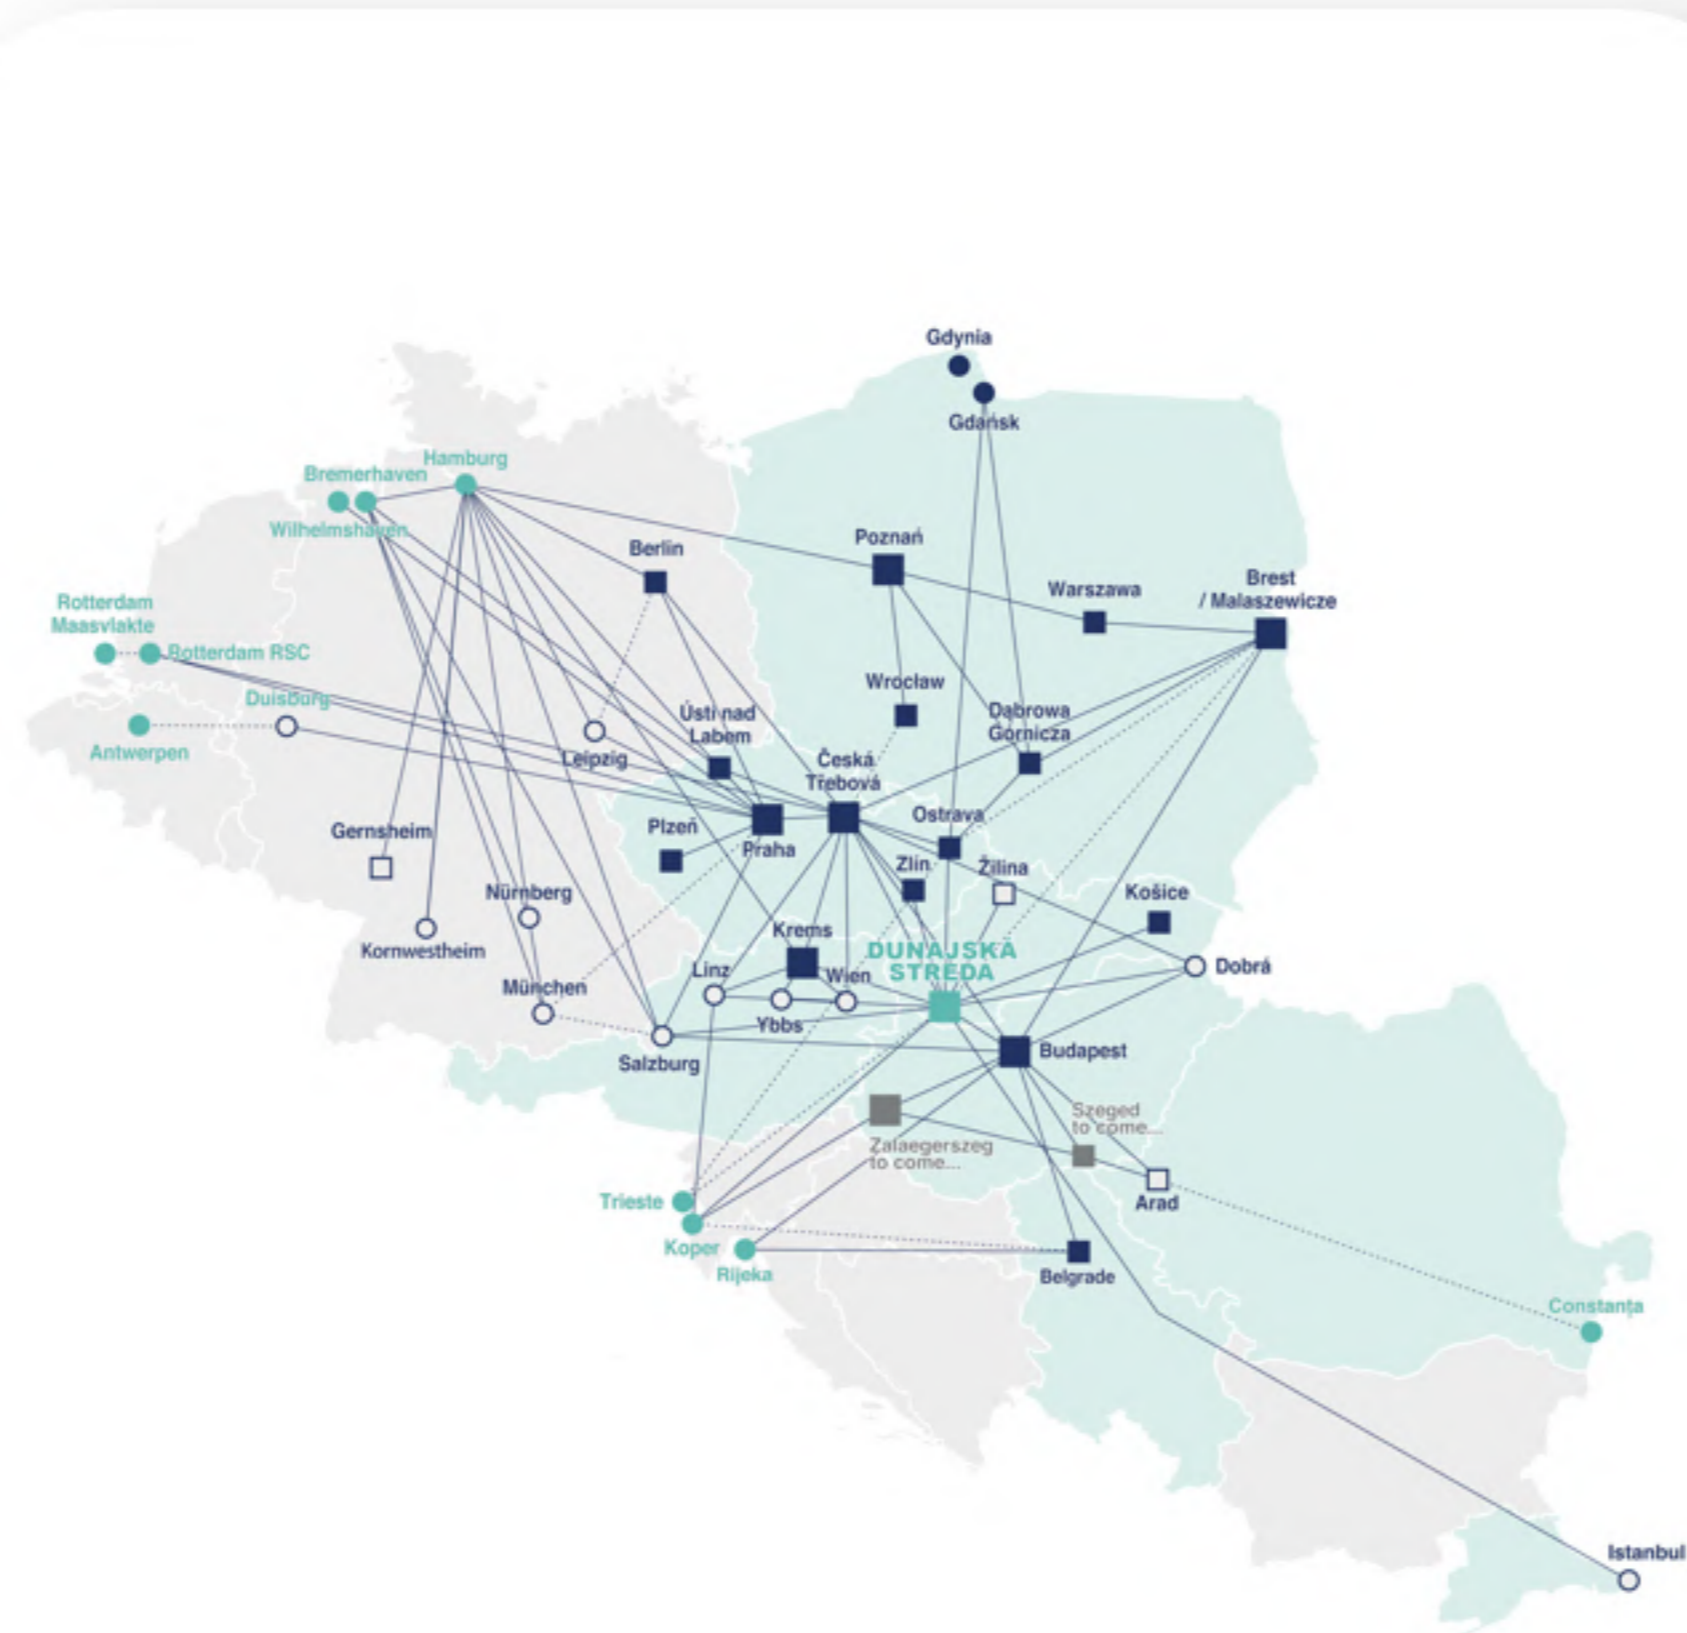 Gdynia
Gdańsk
Hamburg
Bremerhaven
Wilhelmshaven
Poznań
Berlin
Warszawa
Brest
/ Malaszewicze
Rotterdam
Maasvlakte
Rotterdam RSC
Wrocław
Duisburg
Dąbrowa
Górnicza
Ústí nad
Labem
Antwerpen
Leipzig
Česká
Třebová
Ostrava
Gernsheim
Plzeň
Praha
Zlín
Žilina
Nürnberg
Košice
Kornwestheim
Krems
DUNAJSKÁ
STREDA
Linz
Wien
Dobrá
München
Ybbs
Salzburg
Budapest
Szeged
to come...
Zalaegerszeg
to come...
Trieste
Arad
Koper
Rijeka
Belgrade
Constanța
Istanbul